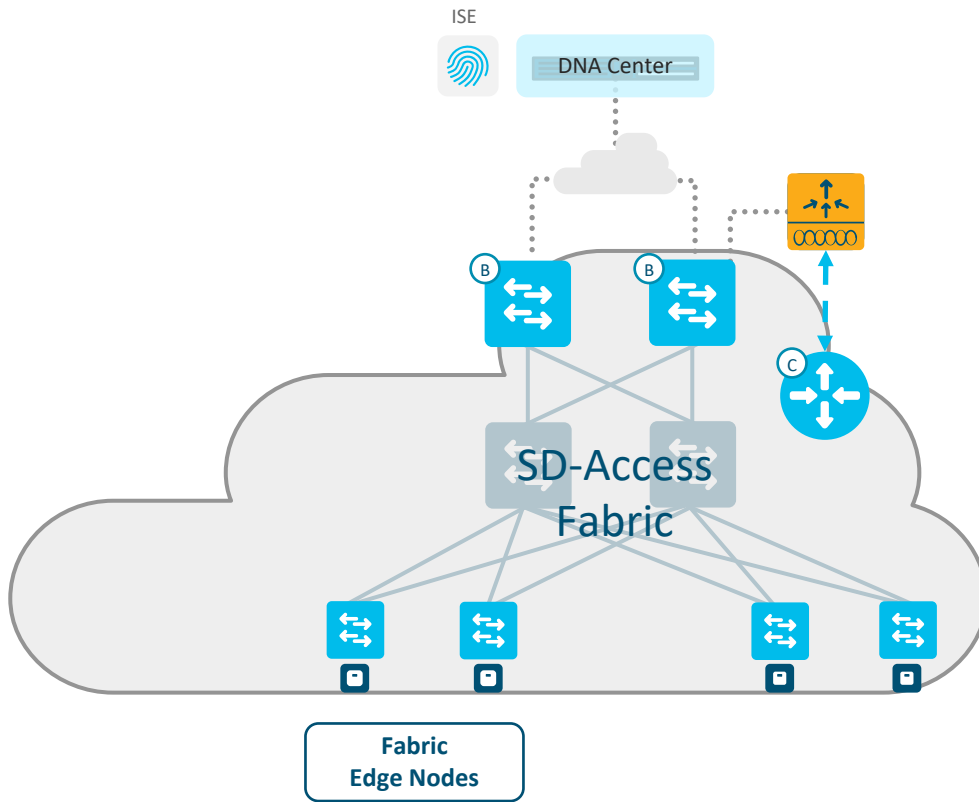 ISE
DNA Center
B
B
C
SD-Access
Fabric
Fabric
Edge Nodes